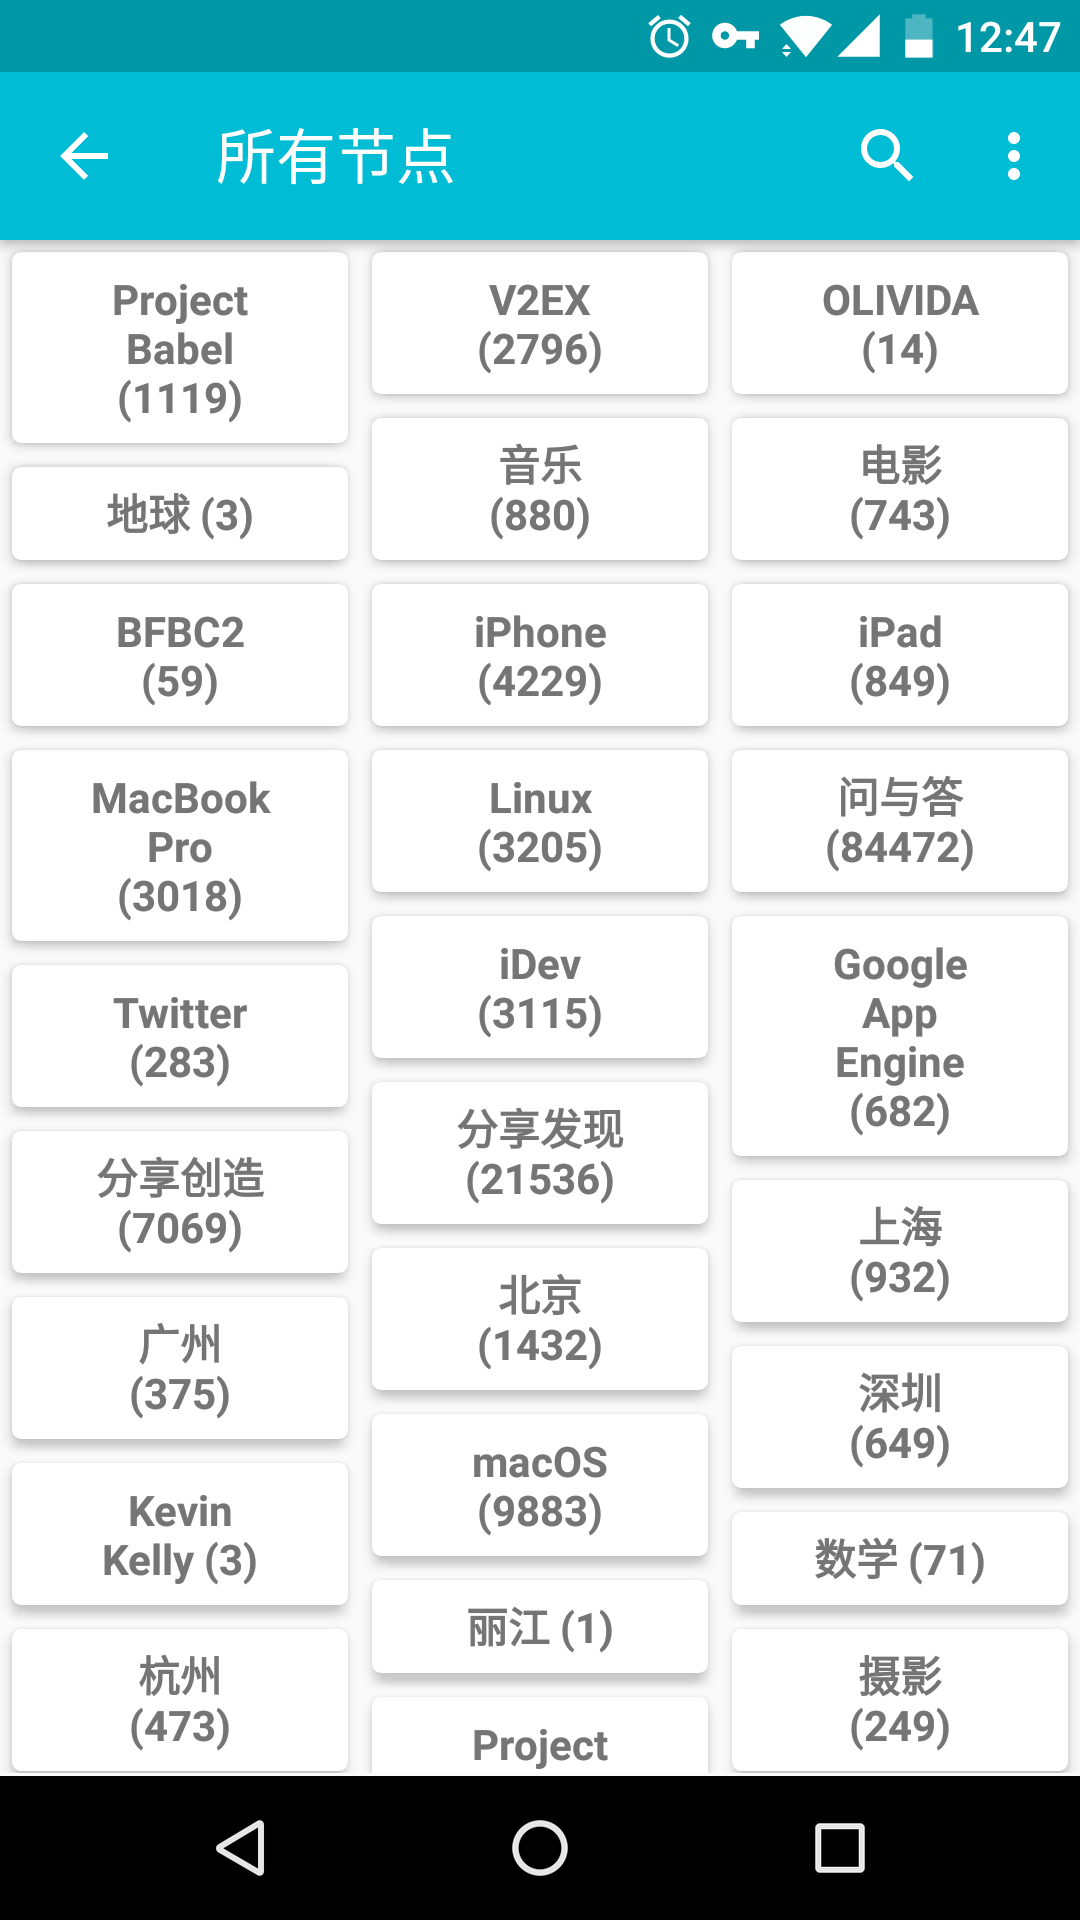 12:47
所有节点
Project
Babel
(1119)
V2EX
(2796)
OLIVIDA
(14)
地球 (3)
音乐
(880)
电影
(743)
BFBC2
(59)
iPhone
(4229)
iPad
(849)
MacBook
Pro
(3018)
Linux
(3205)
问与答
(84472)
Twitter
(283)
iDev
(3115)
Google
App
Engine
(682)
分享创造
(7069)
分享发现
(21536)
上海
(932)
广州
(375)
北京
(1432)
深圳
(649)
Kevin
Kelly (3)
macOS
(9883)
数学 (71)
杭州
(473)
丽江 (1)
摄影
(249)
Project